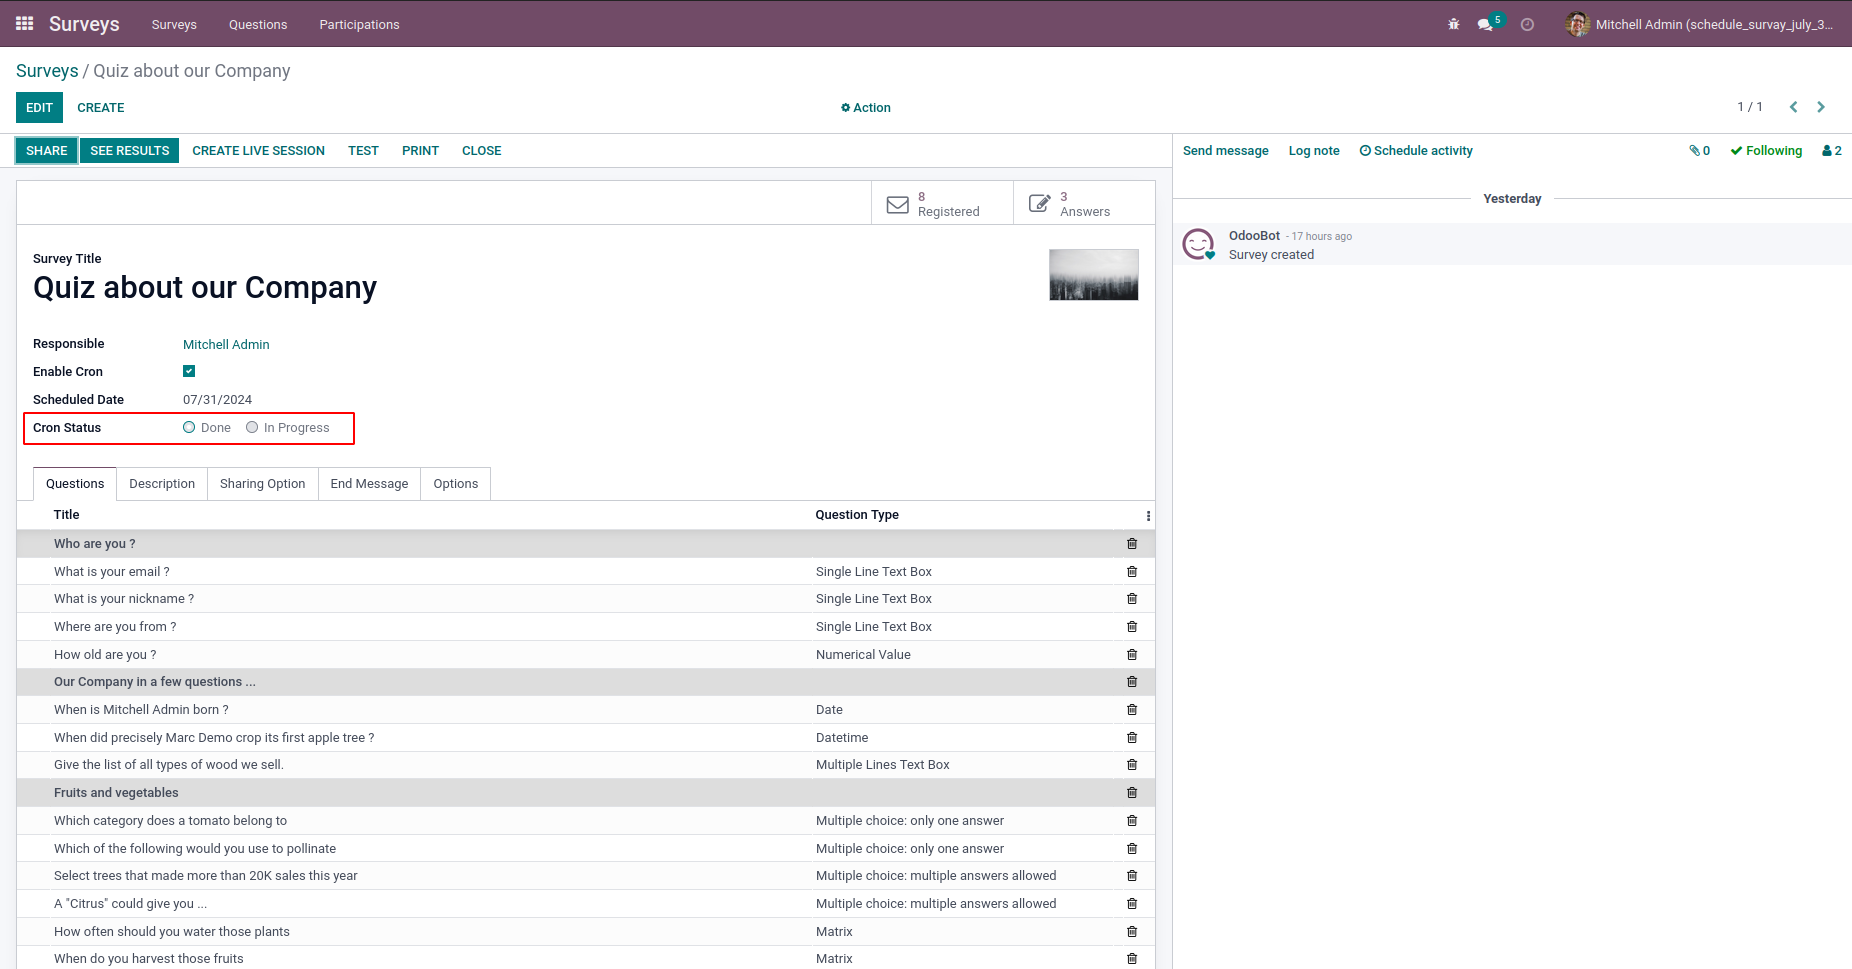 Surveys Surveys Questions Participations 5 Mitchell Admin (schedule_survay_july_3...
Surveys / Quiz about our Company
EDIT CREATE Action 1 / 1
SHARE SEE RESULTS CREATE LIVE SESSION TEST PRINT CLOSE Send message Log note Schedule activity 0 Following 2
8 Registered 3 Answers
Yesterday
OdooBot - 17 hours ago
Survey created
Survey Title
Quiz about our Company
Responsible Mitchell Admin
Enable Cron
Scheduled Date 07/31/2024
Cron Status Done In Progress
Questions Description Sharing Option End Message Options
Title Question Type
Who are you ?
What is your email ? Single Line Text Box
What is your nickname ? Single Line Text Box
Where are you from ? Single Line Text Box
How old are you ? Numerical Value
Our Company in a few questions ...
When is Mitchell Admin born ? Date
When did precisely Marc Demo crop its first apple tree ? Datetime
Give the list of all types of wood we sell. Multiple Lines Text Box
Fruits and vegetables
Which category does a tomato belong to Multiple choice: only one answer
Which of the following would you use to pollinate Multiple choice: only one answer
Select trees that made more than 20K sales this year Multiple choice: multiple answers allowed
A "Citrus" could give you ... Multiple choice: multiple answers allowed
How often should you water those plants Matrix
When do you harvest those fruits Matrix